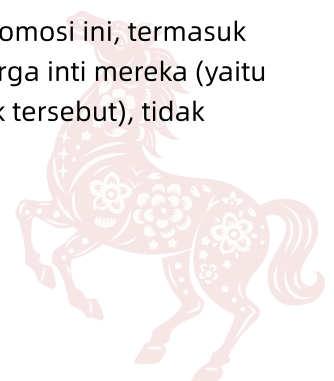 omosi ini, termasuk
rga inti mereka (yaitu
k tersebut), tidak